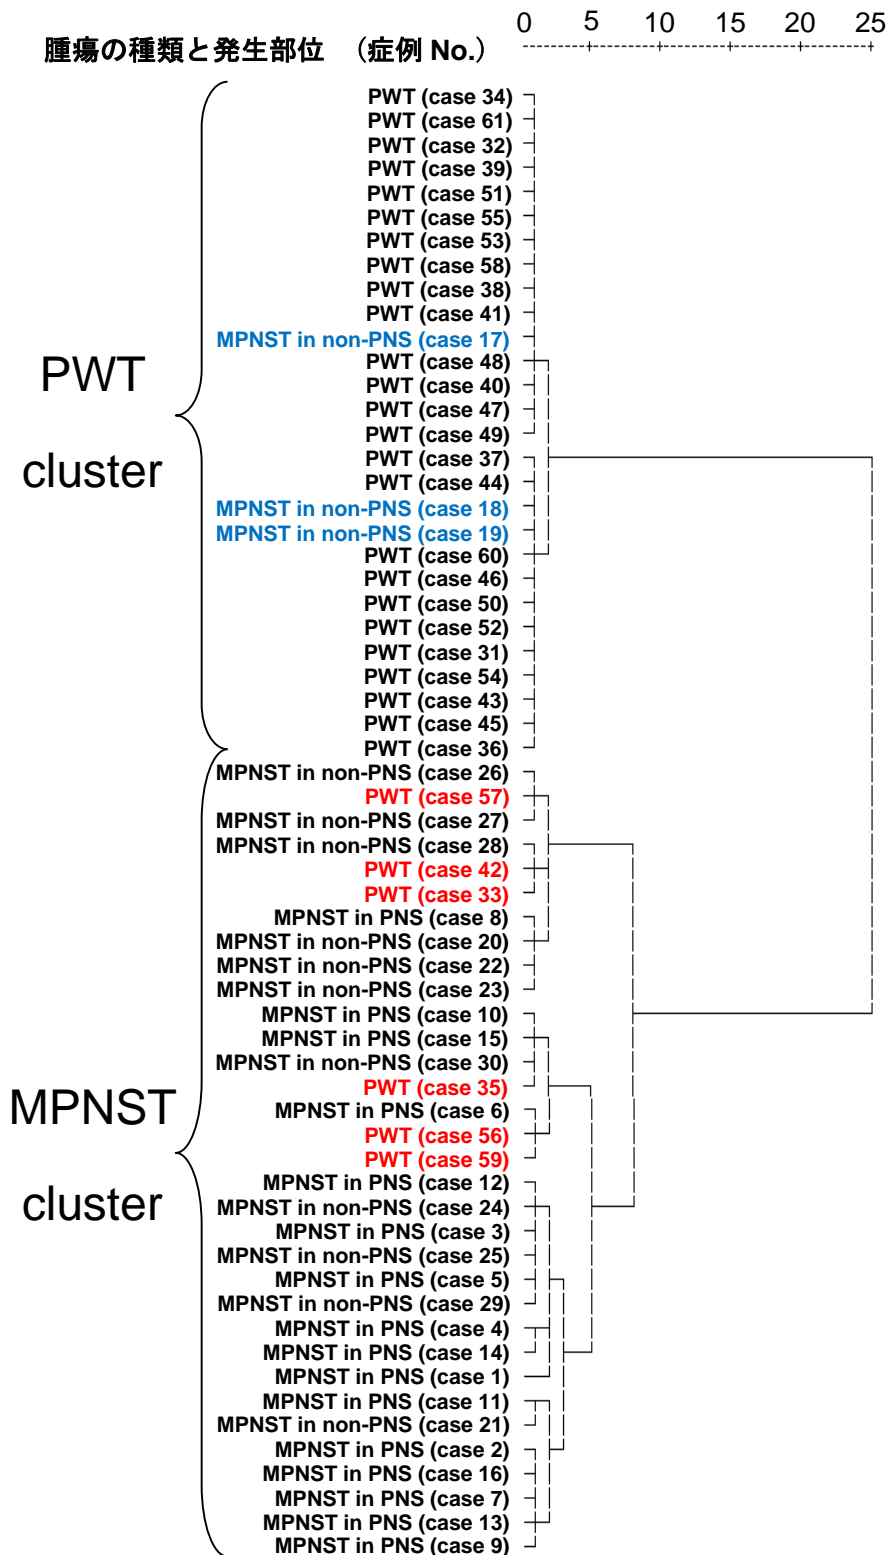 0 5 10 15 20 25
腫瘍の種類と発生部位 （症例 No.）
PWT (case 34)
PWT (case 61)
PWT (case 32)
PWT (case 39)
PWT (case 51)
PWT (case 55)
PWT (case 53)
PWT (case 58)
PWT (case 38)
PWT (case 41)
MPNST in non-PNS (case 17)
PWT (case 48)
PWT (case 40)
PWT (case 47)
PWT (case 49)
PWT (case 37)
PWT (case 44)
MPNST in non-PNS (case 18)
MPNST in non-PNS (case 19)
PWT (case 60)
PWT (case 46)
PWT (case 50)
PWT (case 52)
PWT (case 31)
PWT (case 54)
PWT (case 43)
PWT (case 45)
PWT (case 36)
PWT
cluster
MPNST in non-PNS (case 26)
PWT (case 57)
MPNST in non-PNS (case 27)
MPNST in non-PNS (case 28)
PWT (case 42)
PWT (case 33)
MPNST in PNS (case 8)
MPNST in non-PNS (case 20)
MPNST in non-PNS (case 22)
MPNST in non-PNS (case 23)
MPNST in PNS (case 10)
MPNST in PNS (case 15)
MPNST in non-PNS (case 30)
PWT (case 35)
MPNST in PNS (case 6)
PWT (case 56)
PWT (case 59)
MPNST in PNS (case 12)
MPNST in non-PNS (case 24)
MPNST in PNS (case 3)
MPNST in non-PNS (case 25)
MPNST in PNS (case 5)
MPNST in non-PNS (case 29)
MPNST in PNS (case 4)
MPNST in PNS (case 14)
MPNST in PNS (case 1)
MPNST in PNS (case 11)
MPNST in non-PNS (case 21)
MPNST in PNS (case 2)
MPNST in PNS (case 16)
MPNST in PNS (case 7)
MPNST in PNS (case 13)
MPNST in PNS (case 9)
MPNST
cluster